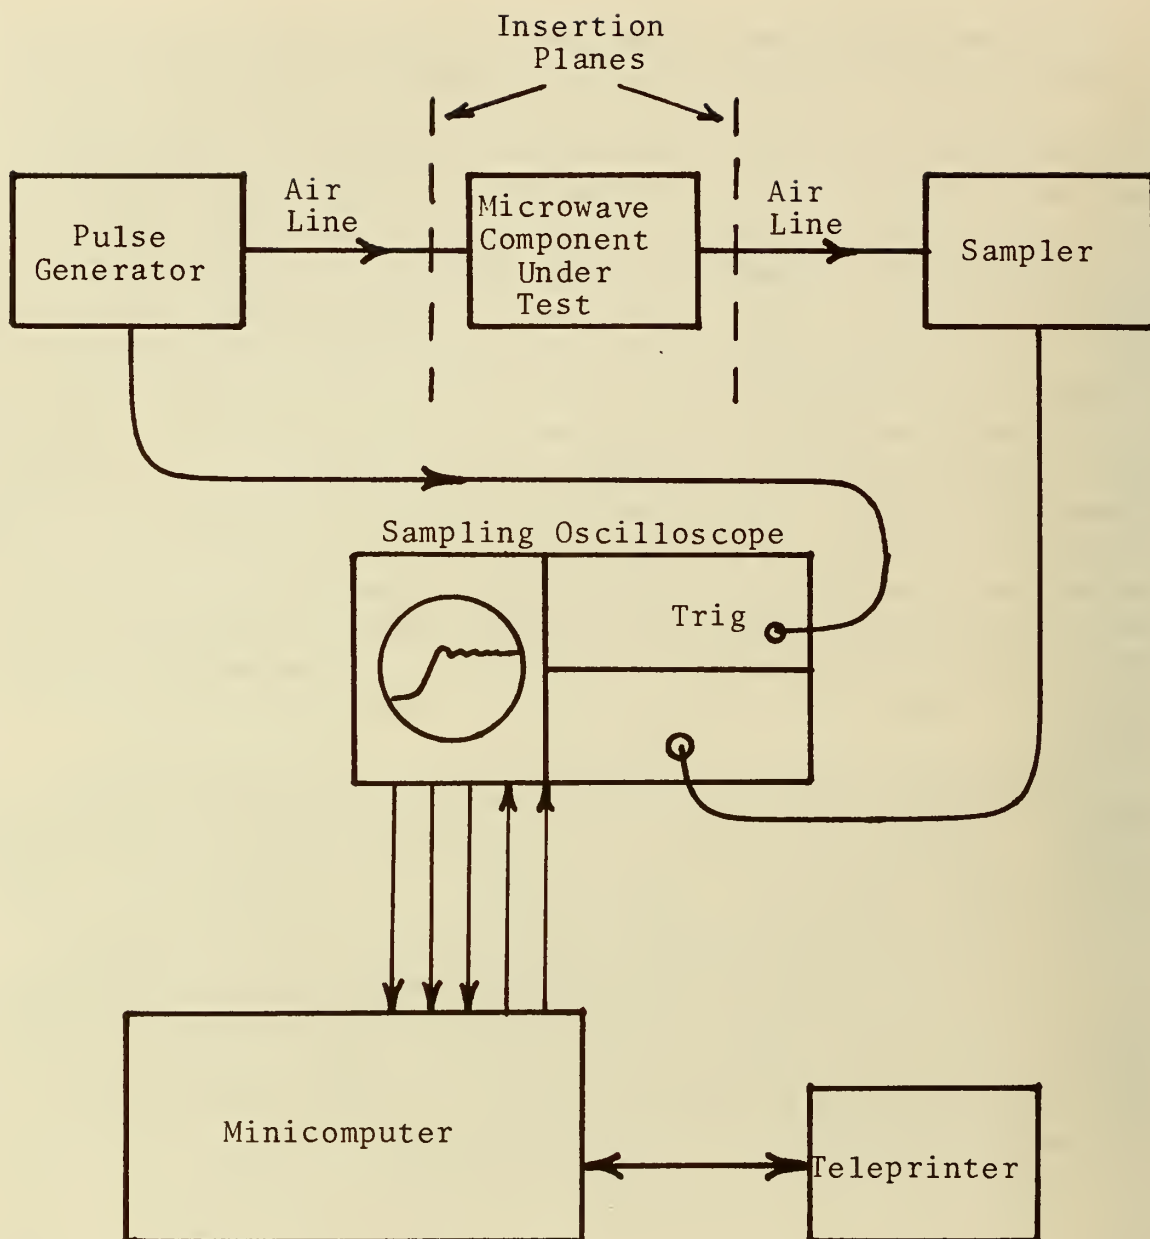 Insertion
Planes
Pulse
Generator
Air
Line
Microwave
Component
Under
Test
Air
Line
Sampler
Sampling Oscilloscope
Trig
Minicomputer
Teleprinter